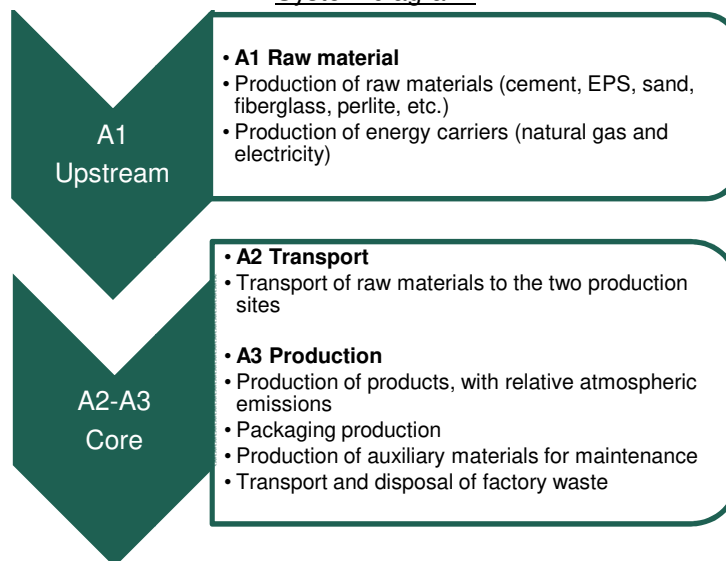 A1
Upstream
• A1 Raw material
• Production of raw materials (cement, EPS, sand,
fiberglass, perlite, etc.)
• Production of energy carriers (natural gas and
electricity)
A2-A3
Core
• A2 Transport
• Transport of raw materials to the two production
sites
• A3 Production
• Production of products, with relative atmospheric
emissions
• Packaging production
• Production of auxiliary materials for maintenance
• Transport and disposal of factory waste